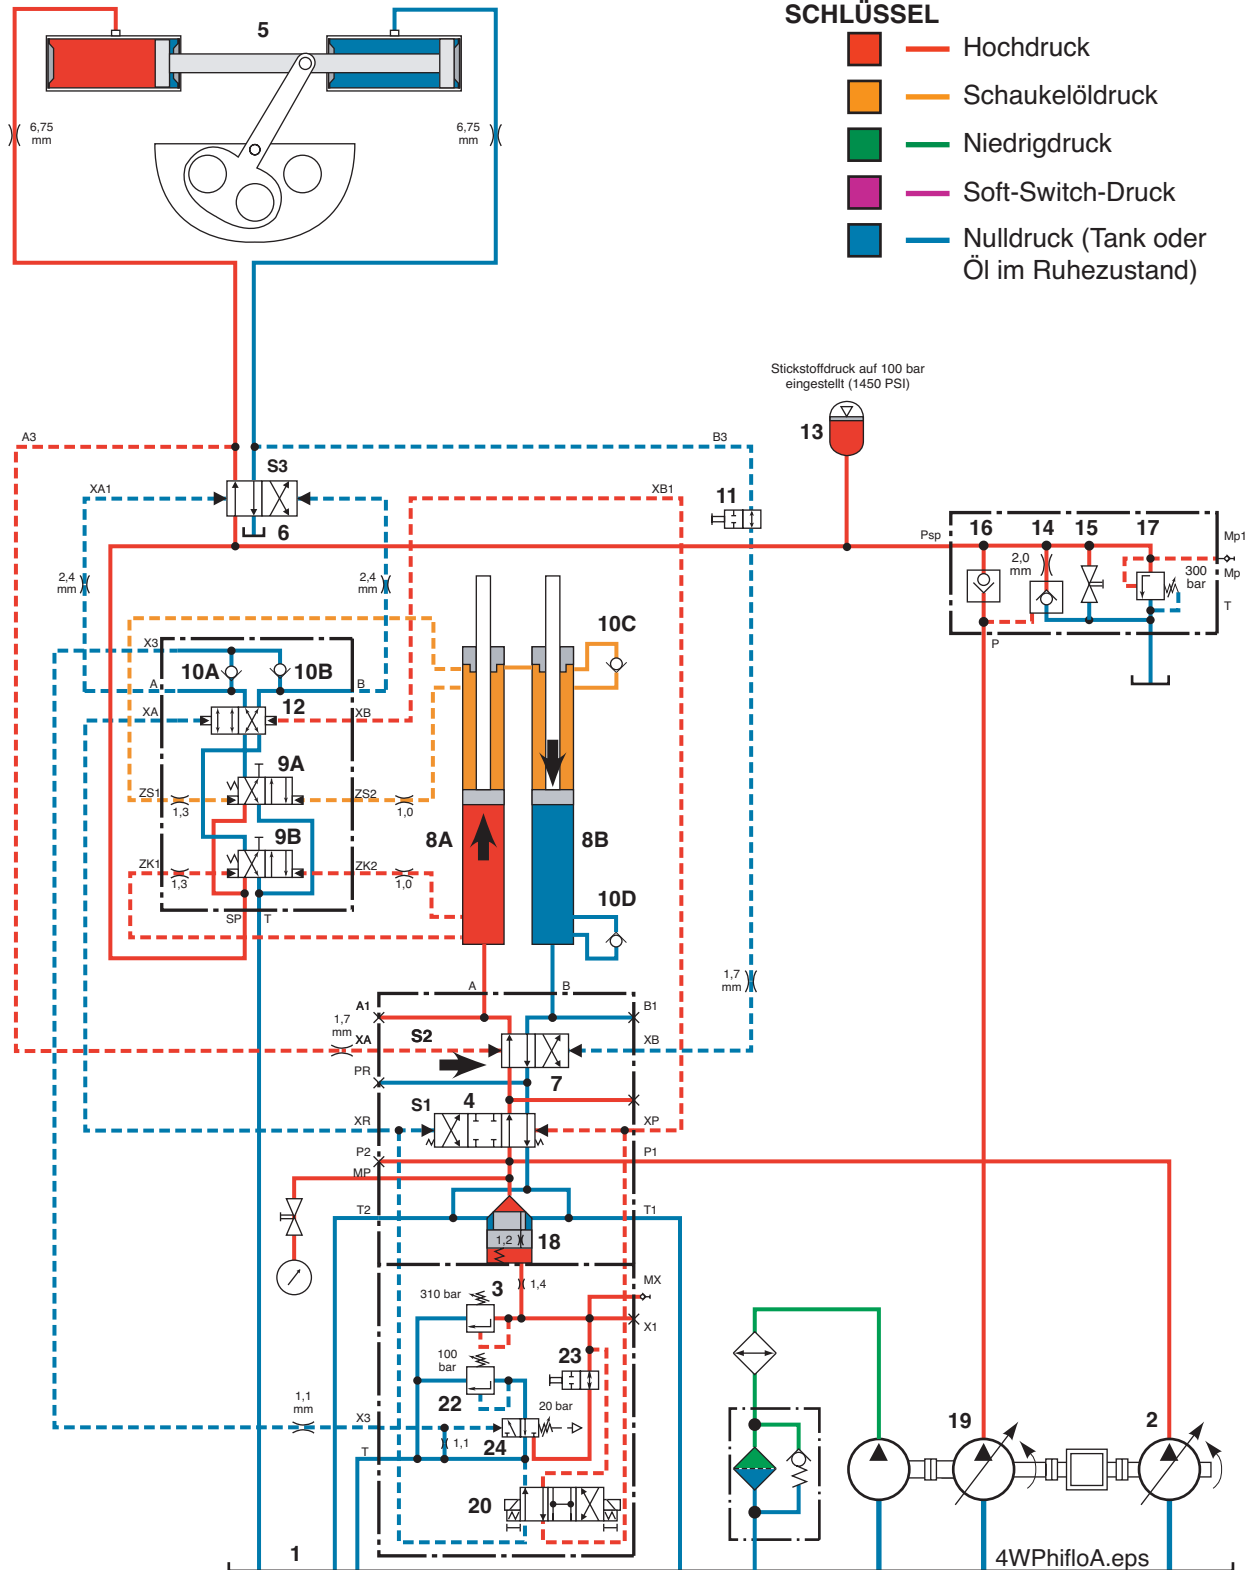 SCHLÜSSEL
5
Hochdruck
Schaukelöldruck
6,75
mm
6,75
mm
Niedrigdruck
Soft-Switch-Druck
Nulldruck (Tank oder
Öl im Ruhezustand)
Stickstoffdruck auf 100 bar
eingestellt (1450 PSI)
13
A3
B3
S3
XA1
XB1
11
6
Psp
16
14
15
17
Mp1
2,0
mm
300
bar
Mp
T
P
2,4
mm
2,4
mm
10C
X3
10A
10B
A
B
XA
12
XB
9A
ZS1
ZS2
1,3
1,0
9B
8A
8B
ZK1
ZK2
1,3
1,0
10D
SP
T
A
B
1,7
mm
A1
B1
1,7
mm
XA
S2
XB
PR
7
4
S1
XR
XP
P2
P1
MP
T2
T1
1,2
18
MX
3
1,4
310 bar
X1
100
bar
23
22
1,1
mm
20 bar
X3
24
1,1
T
19
2
20
1
4WPhifloA.eps